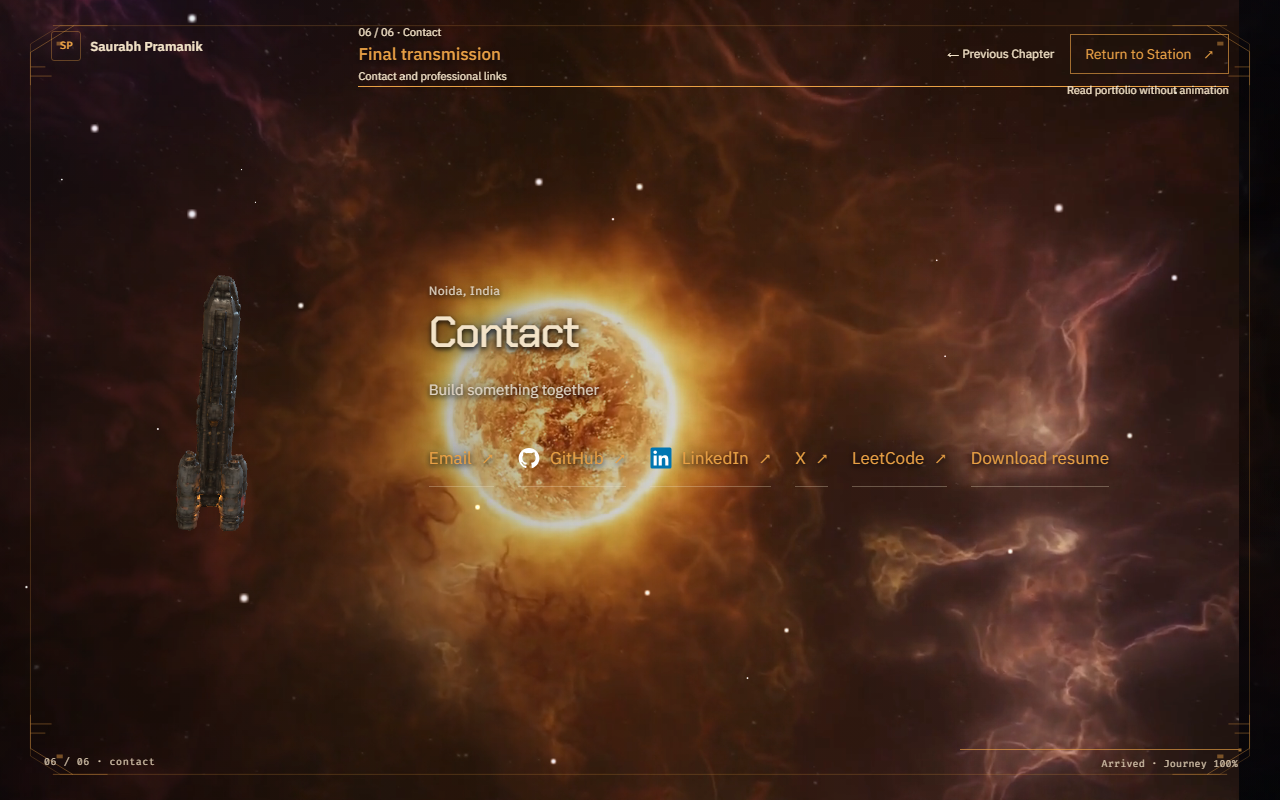 SP
Saurabh Pramanik
06 / 06 · Contact
Final transmission
Contact and professional links
← Previous Chapter
Return to Station ↗
Read portfolio without animation
Noida, India
Contact
Build something together
Email ↗ GitHub ↗ in LinkedIn ↗ X ↗ LeetCode ↗ Download resume
06 / 06 · contact
Arrived · Journey 100%